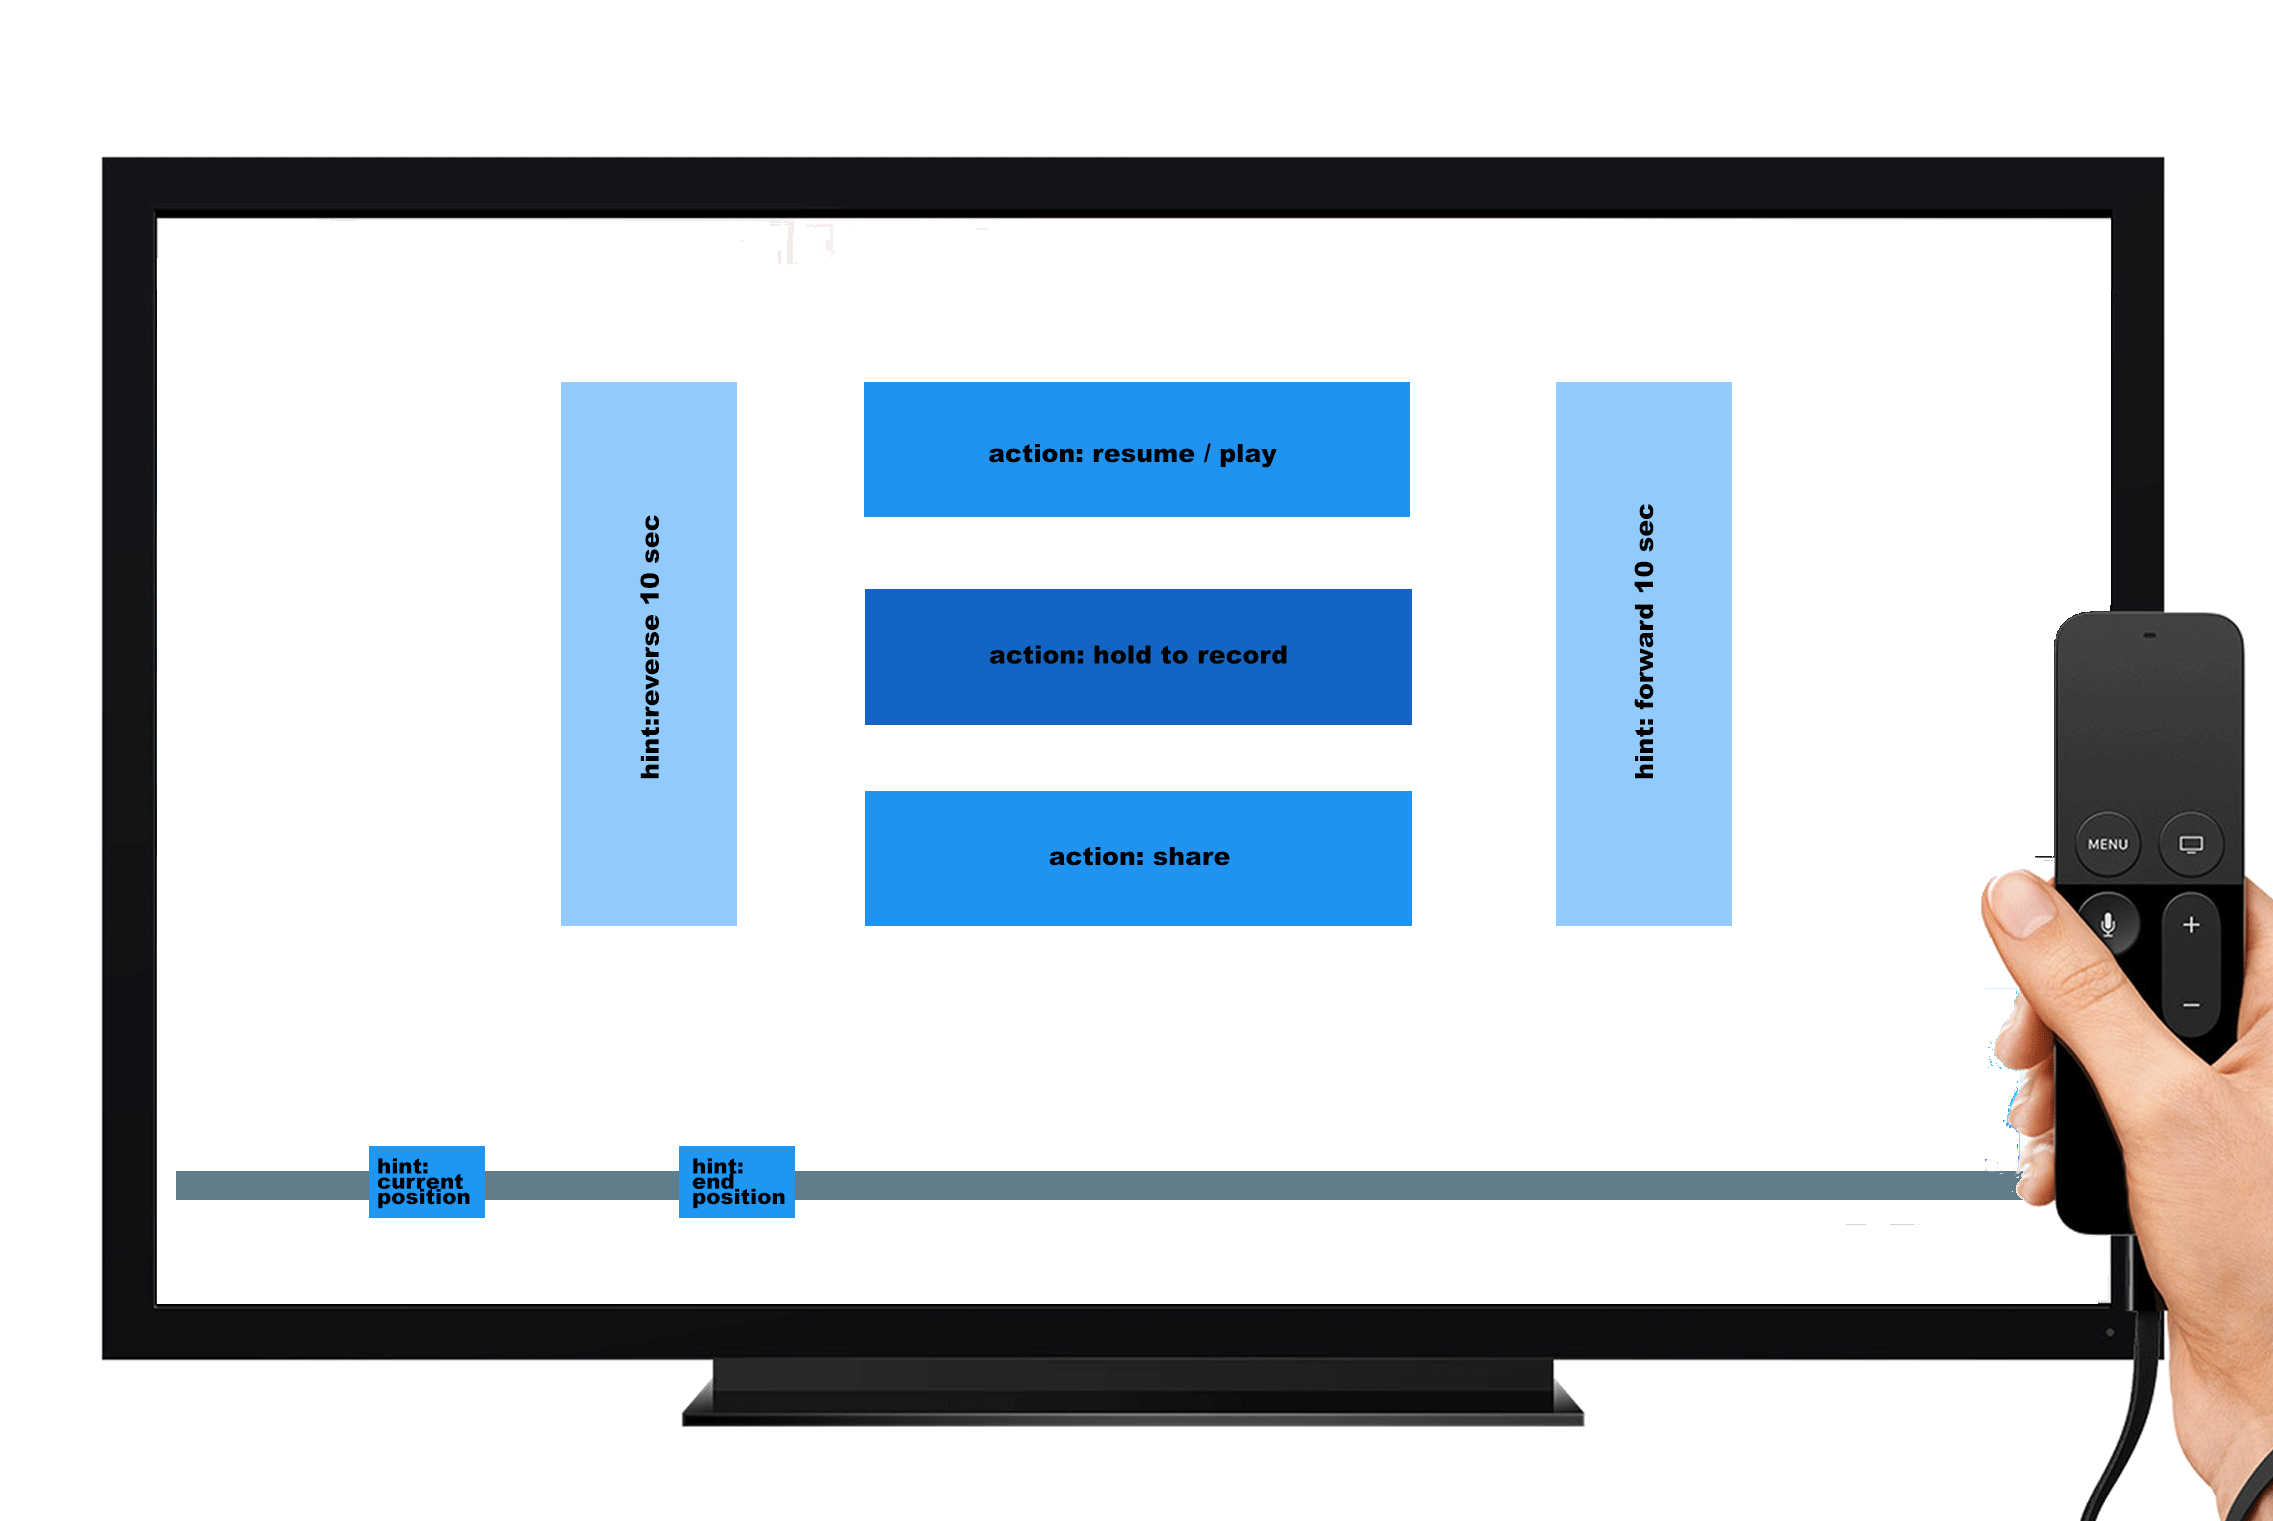 action: resume / play
hint:reverse 10 sec
hint: forward 10 sec
action: hold to record
action: share
MENU
hint:
current
position
hint:
end
position